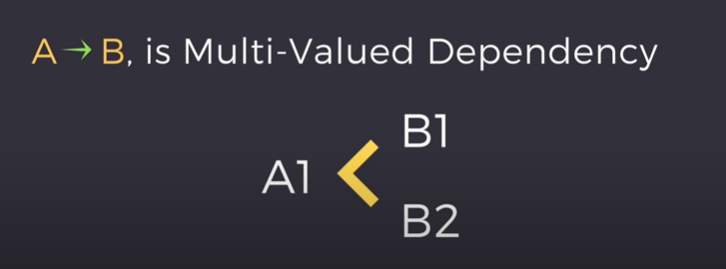 A→B, is Multi-Valued Dependency
B1
A1
B2